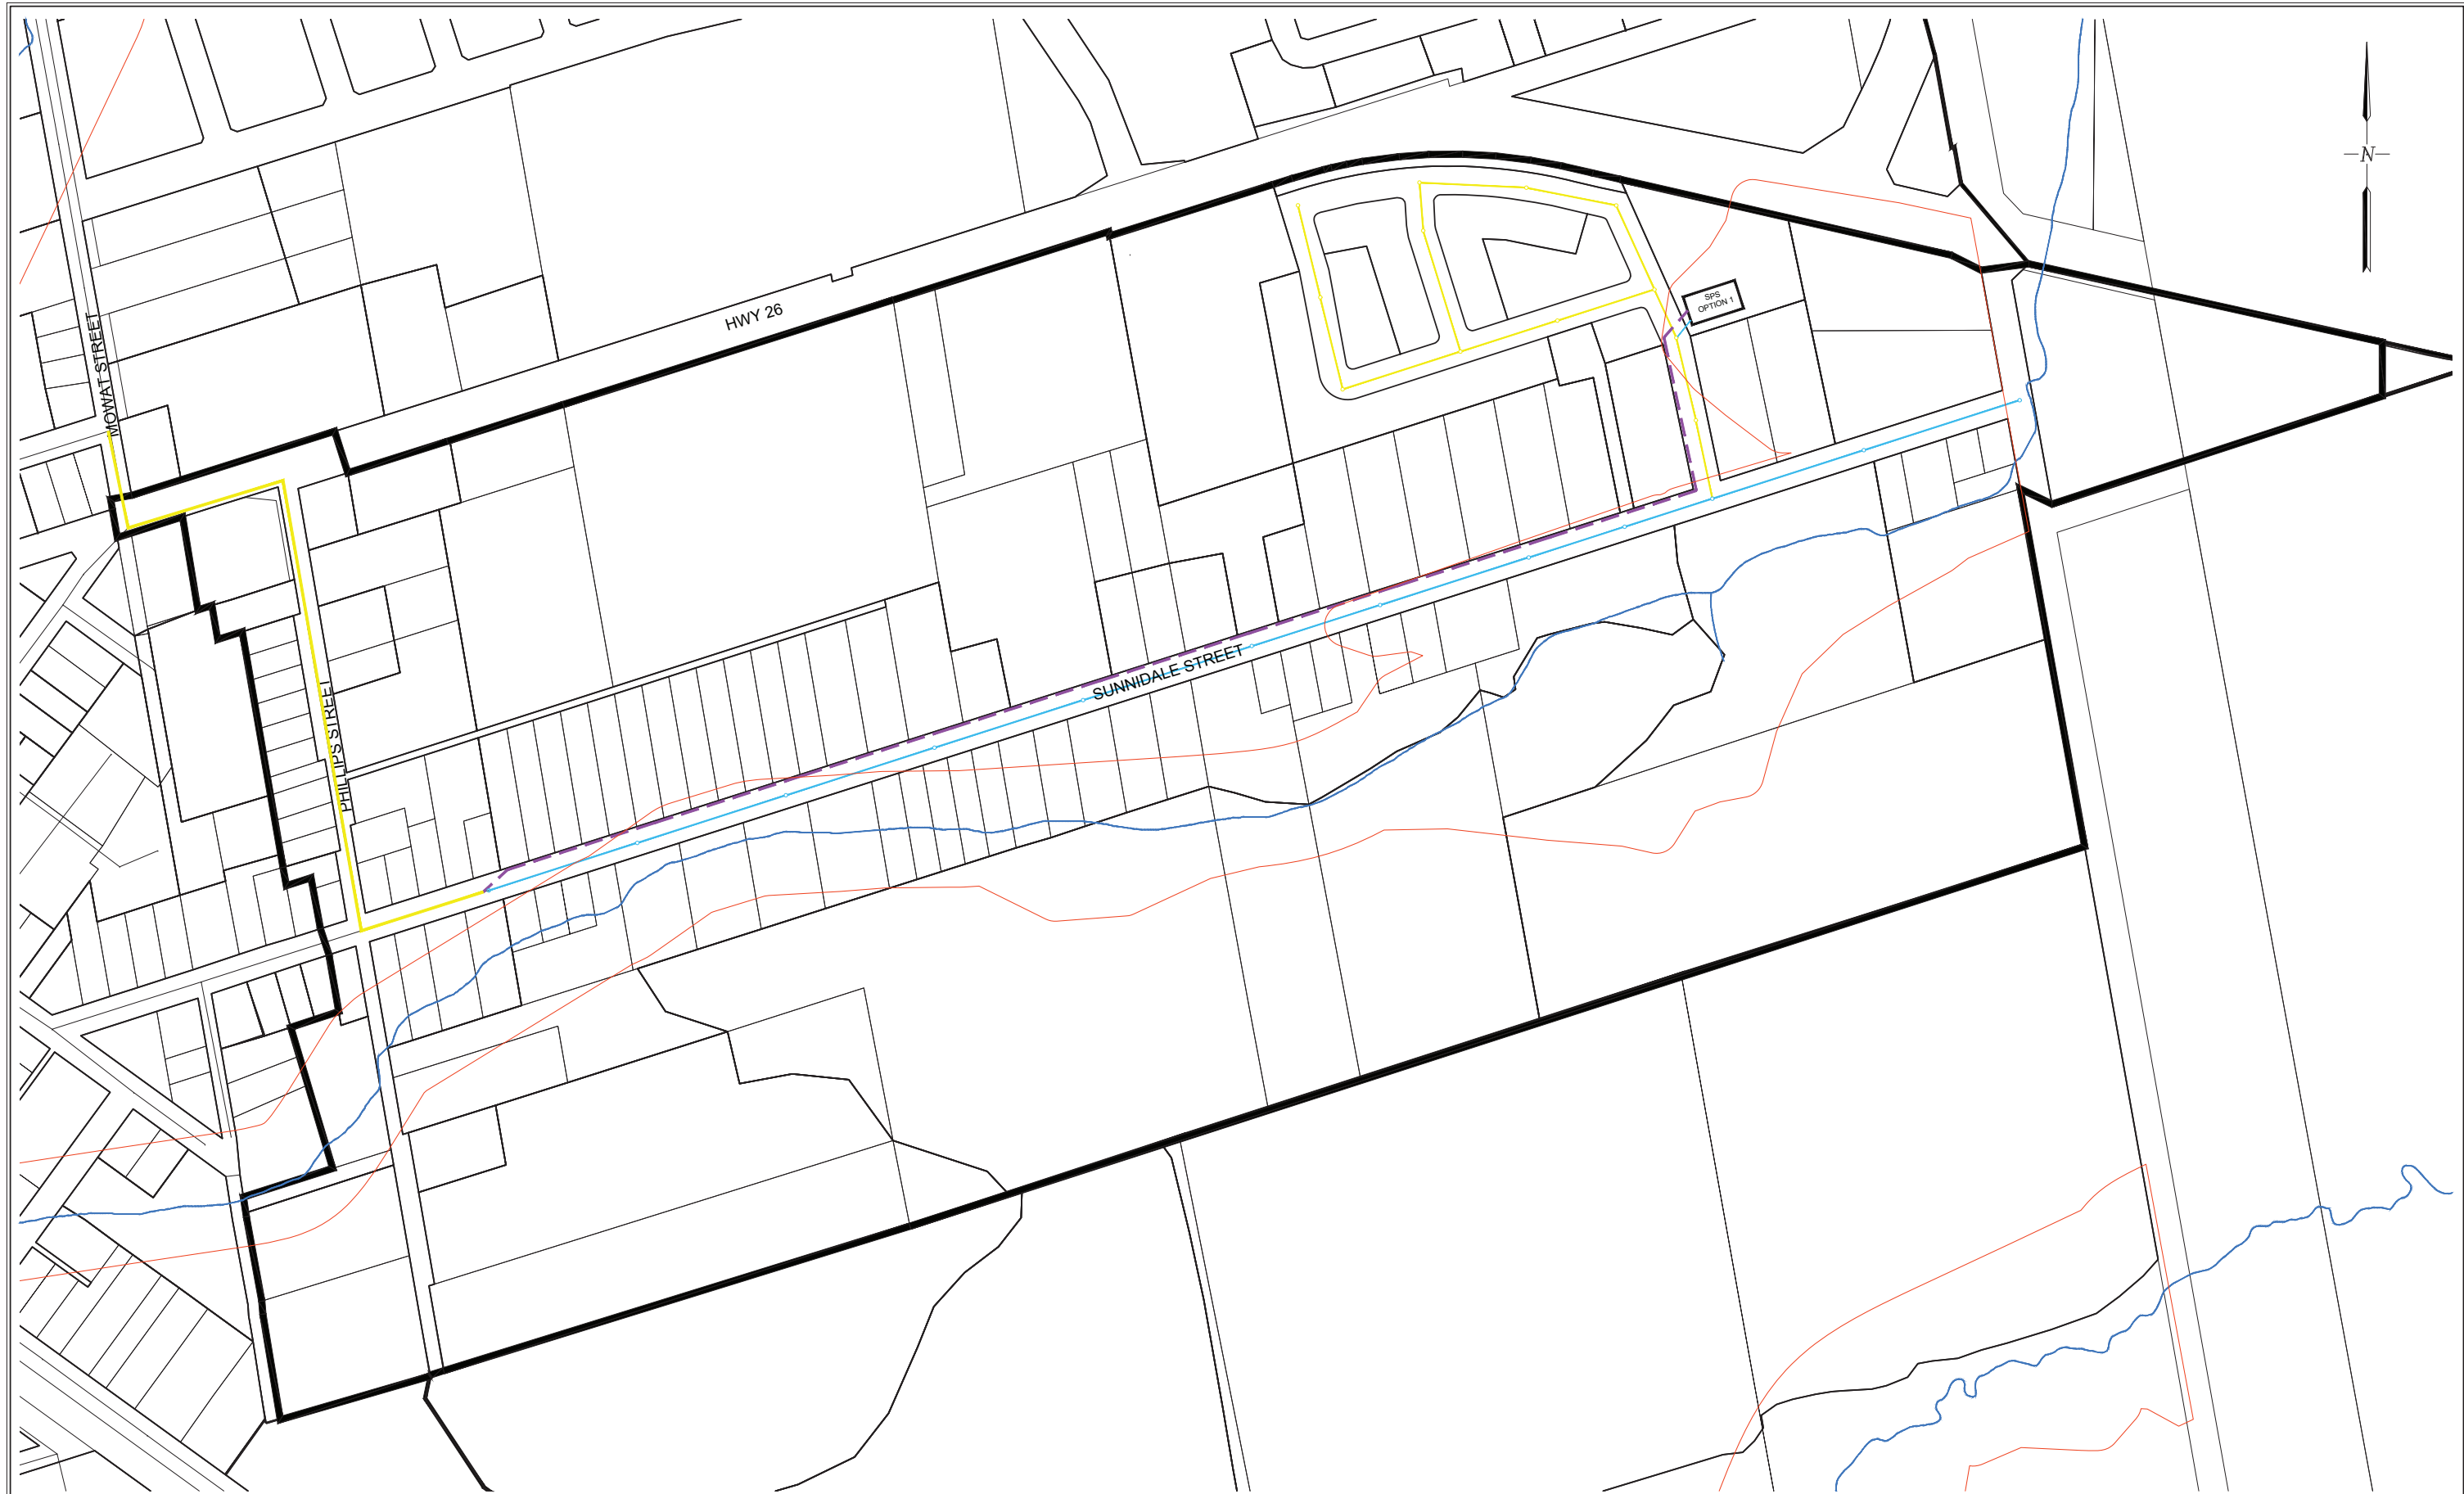 N
HWY 26
SPS
OPTION 1
MOWAT STREET
SUNNIDALE STREET
PHILLIPS STREET